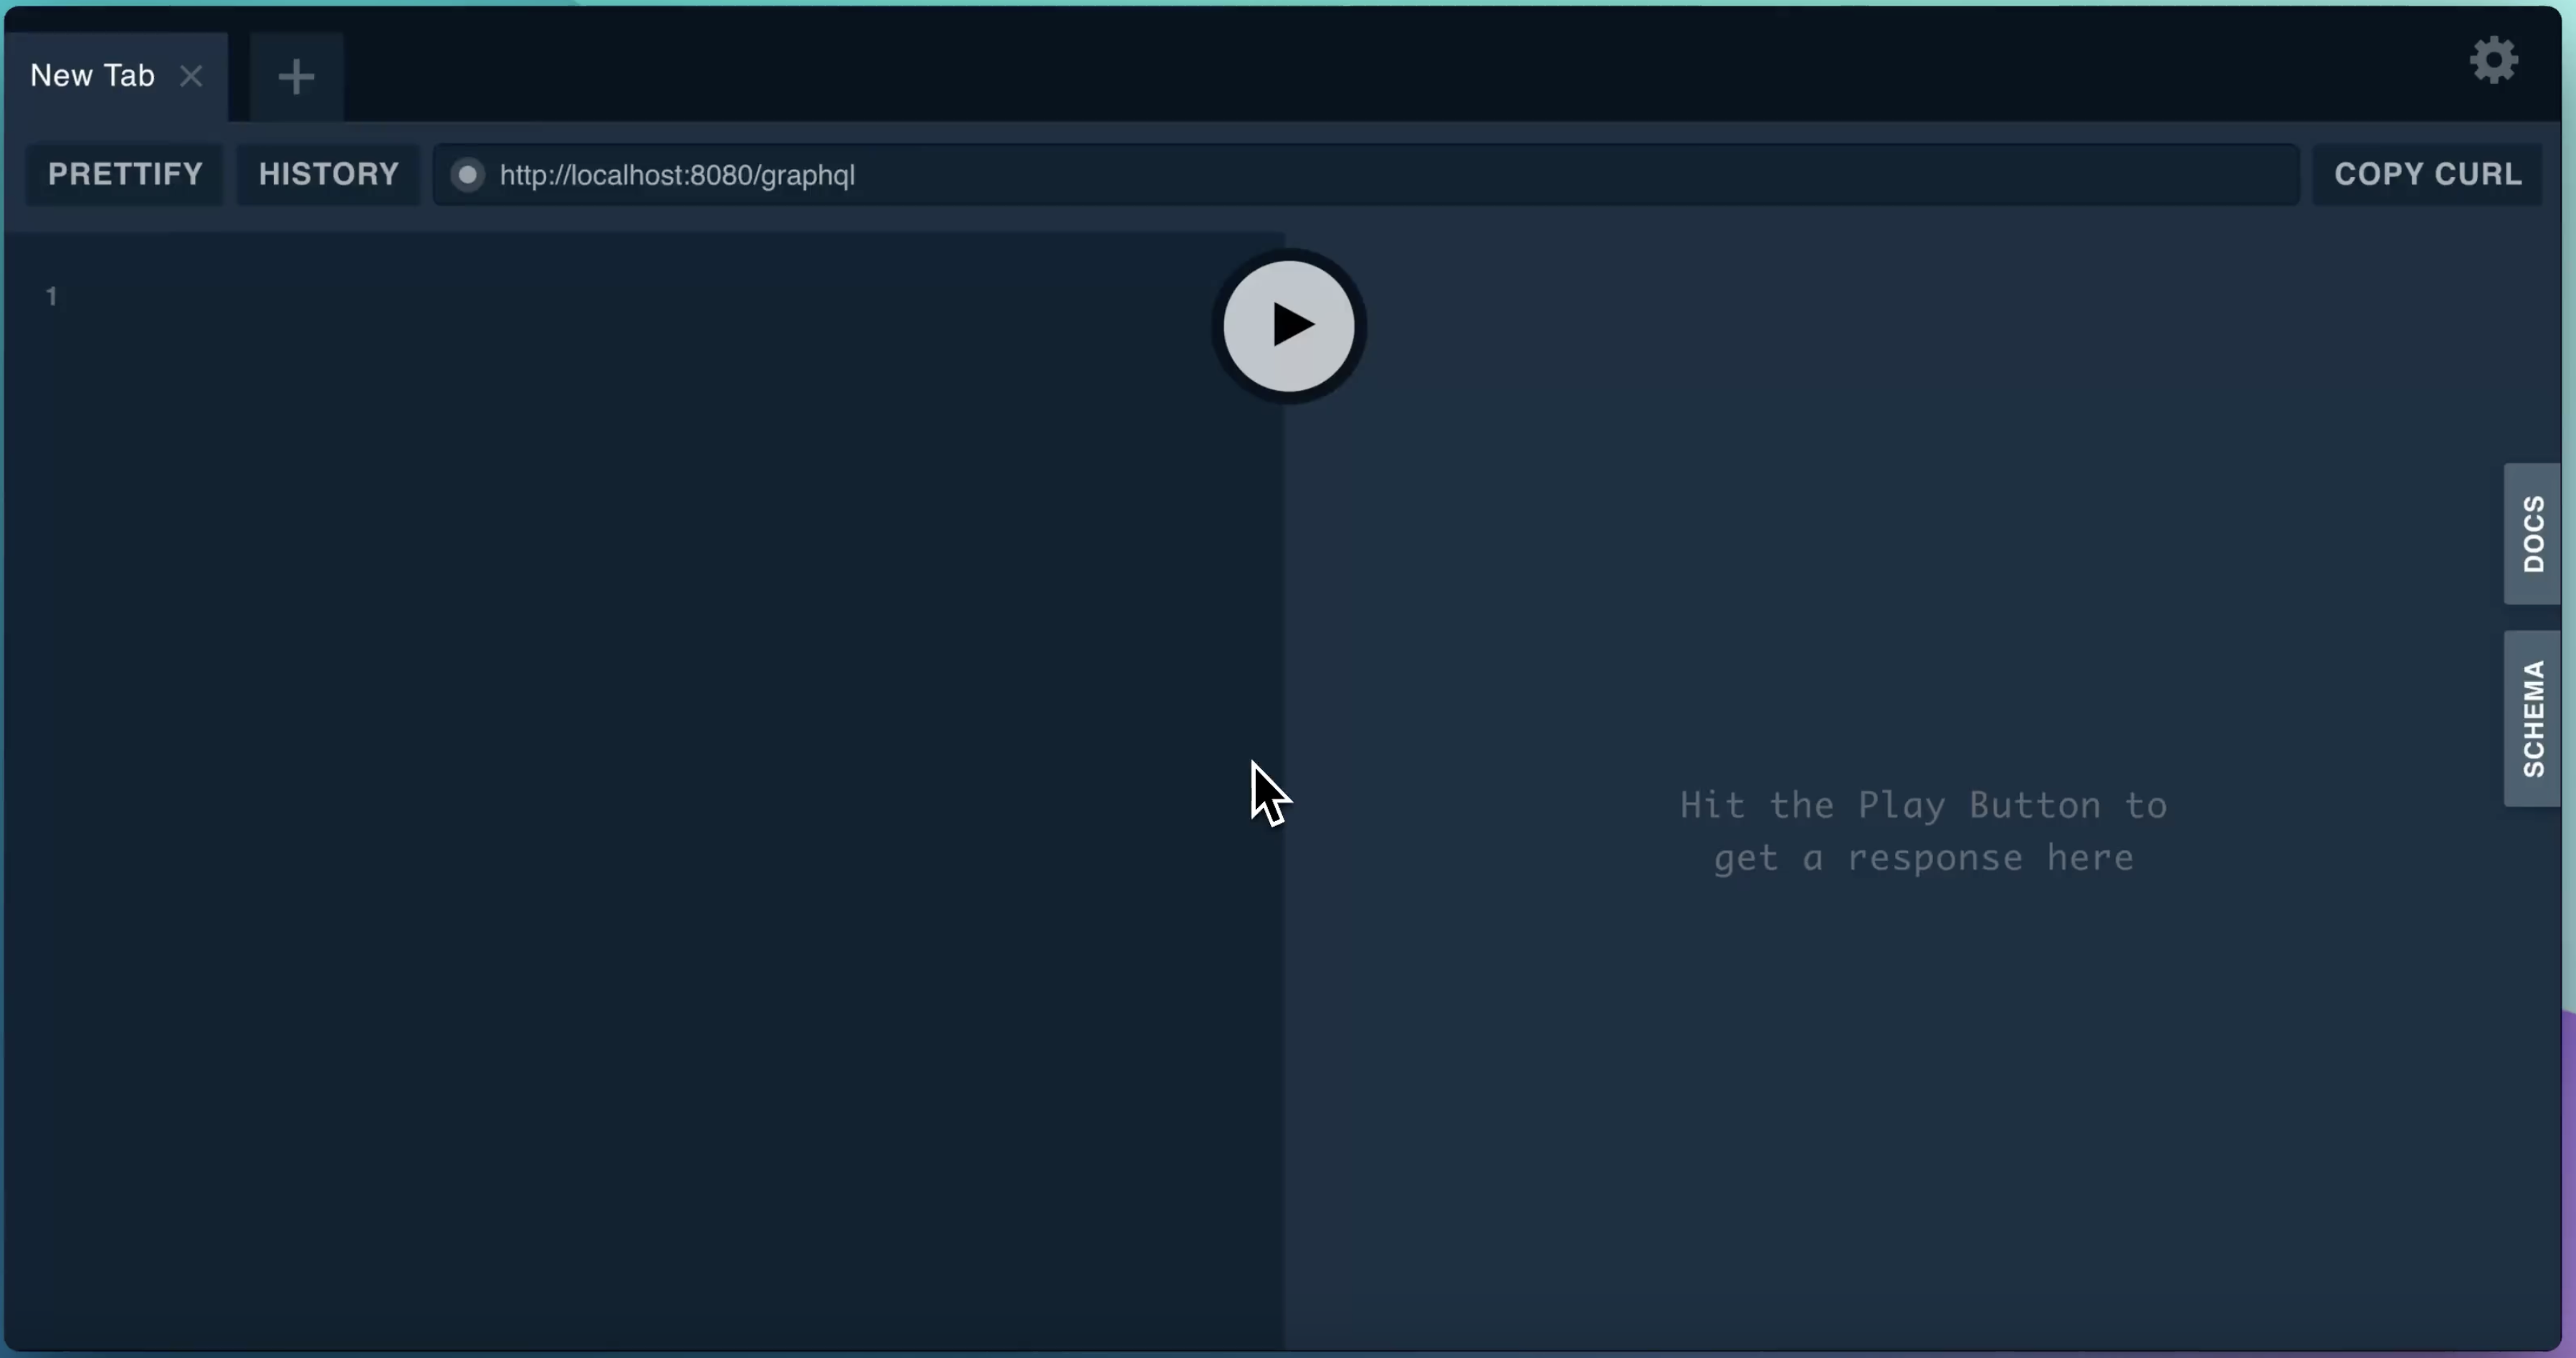 New Tab
PRETTIFY
HISTORY
http://localhost:8080/graphql
COPY CURL
1
DOCS
SCHEMA
Hit the Play Button to
get a response here